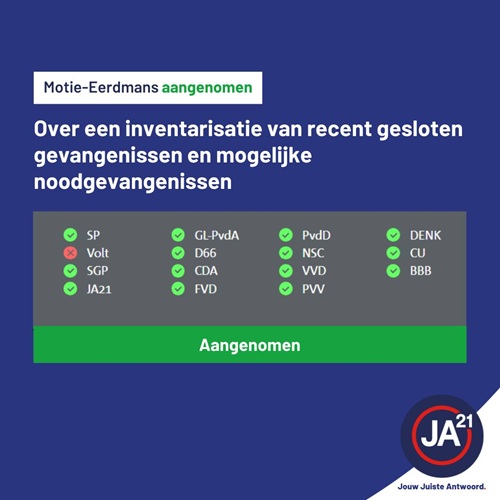 Motie-Eerdmans aangenomen
Over een inventarisatie van recent gesloten
gevangenissen en mogelijke
noodgevangenissen
SP GL-PvdA PvdD DENK
Volt D66 NSC CU
SGP CDA VVD BBB
JA21 FVD PVV
Aangenomen
JA21
Jouw Juiste Antwoord.